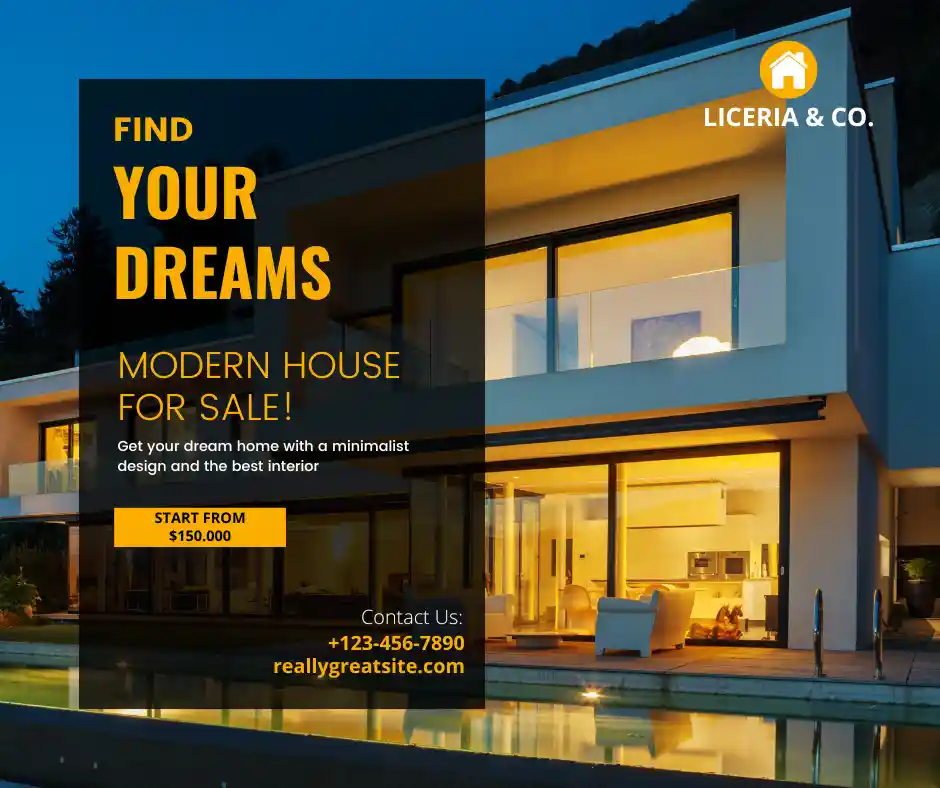 LICERIA & CO.
FIND
YOUR
DREAMS
MODERN HOUSE
FOR SALE!
Get your dream home with a minimalist
design and the best interior
START FROM
$150.000
Contact Us:
+123-456-7890
reallygreatsite.com